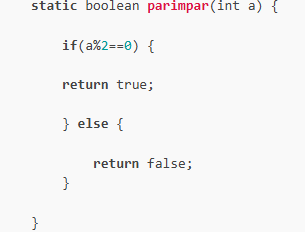 static boolean parimpar(int a) {
if(a%2==0) {
return true;
} else {
return false;
}
}